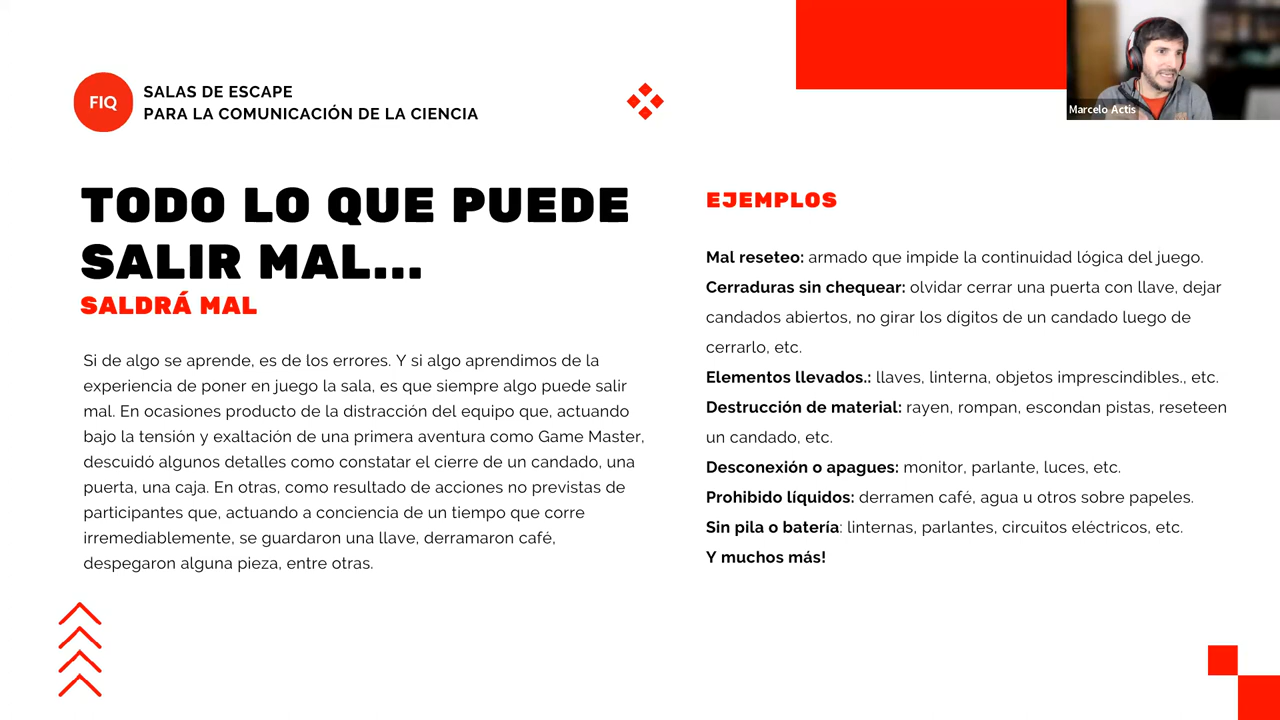 FIQ
SALAS DE ESCAPE
PARA LA COMUNICACIÓN DE LA CIENCIA
Marcelo Actis
TODO LO QUE PUEDE
SALIR MAL...
SALDRÁ MAL
Si de algo se aprende, es de los errores. Y si algo aprendimos de la
experiencia de poner en juego la sala, es que siempre algo puede salir
mal. En ocasiones producto de la distracción del equipo que, actuando
bajo la tensión y exaltación de una primera aventura como Game Master,
descuidó algunos detalles como constatar el cierre de un candado, una
puerta, una caja. En otras, como resultado de acciones no previstas de
participantes que, actuando a conciencia de un tiempo que corre
irremediablemente, se guardaron una llave, derramaron café,
despegaron alguna pieza, entre otras.
EJEMPLOS
Mal reseteo: armado que impide la continuidad lógica del juego.
Cerraduras sin chequear: olvidar cerrar una puerta con llave, dejar
candados abiertos, no girar los dígitos de un candado luego de
cerrarlo, etc.
Elementos llevados.: llaves, linterna, objetos imprescindibles., etc.
Destrucción de material: rayen, rompan, escondan pistas, reseteen
un candado, etc.
Desconexión o apagues: monitor, parlante, luces, etc.
Prohibido líquidos: derramen café, agua u otros sobre papeles.
Sin pila o batería: linternas, parlantes, circuitos eléctricos, etc.
Y muchos más!